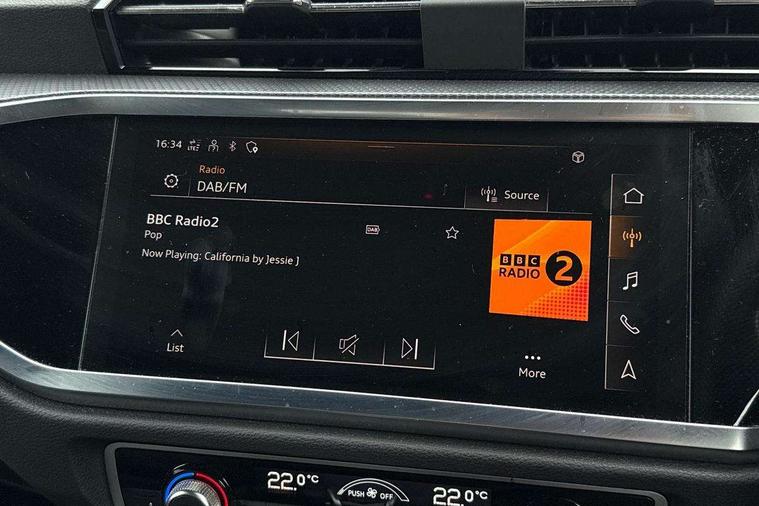 16:34 LTE
Radio
DAB/FM
Source
BBC Radio2
DAB
Pop
Now Playing: California by Jessie J
BBC
RADIO 2
List
More
22.0°C
PUSH OFF
22.0°C